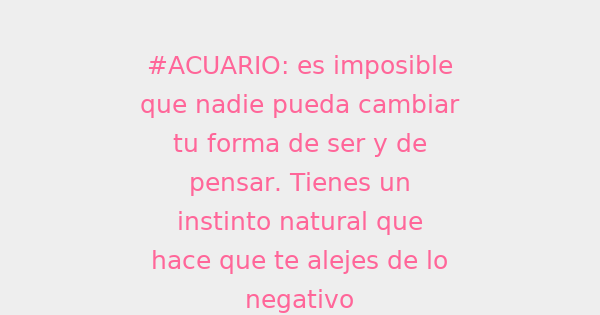 #ACUARIO: es imposible
que nadie pueda cambiar
tu forma de ser y de
pensar. Tienes un
instinto natural que
hace que te alejes de lo
negativo